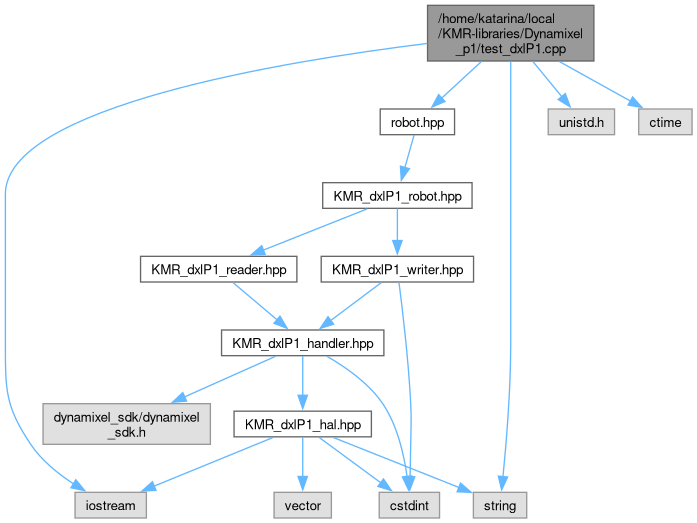 /home/katarina/local
/KMR-libraries/Dynamixel
_p1/test_dxlP1.cpp
robot.hpp
unistd.h
ctime
KMR_dxlP1_robot.hpp
KMR_dxlP1_reader.hpp
KMR_dxlP1_writer.hpp
KMR_dxlP1_handler.hpp
dynamixel_sdk/dynamixel
_sdk.h
KMR_dxlP1_hal.hpp
iostream
vector
cstdint
string